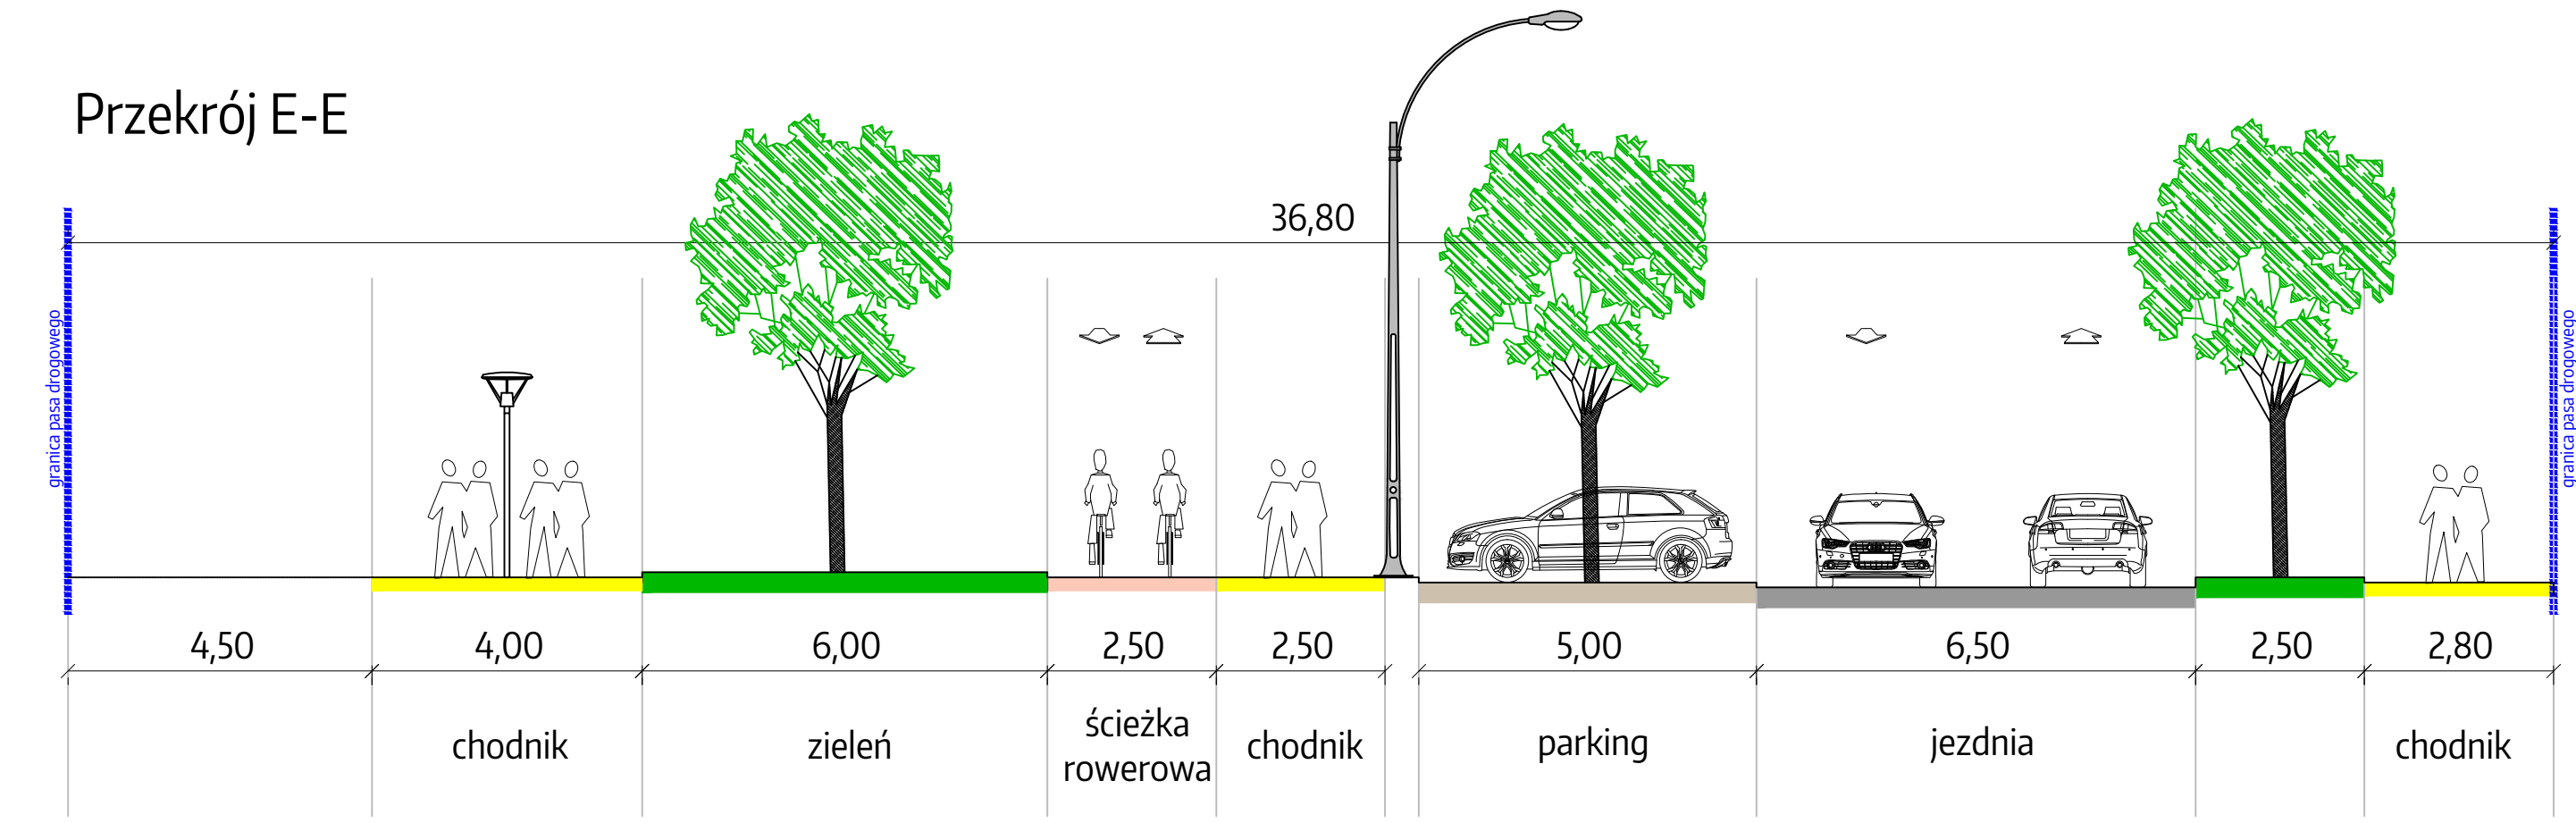 Przekrój E-E
36,80
granica pasa drogowego
granica pasa drogowego
4,50
4,00
6,00
2,50
2,50
5,00
6,50
2,50
2,80
chodnik
zieleń
ścieżka
rowerowa
chodnik
parking
jezdnia
chodnik